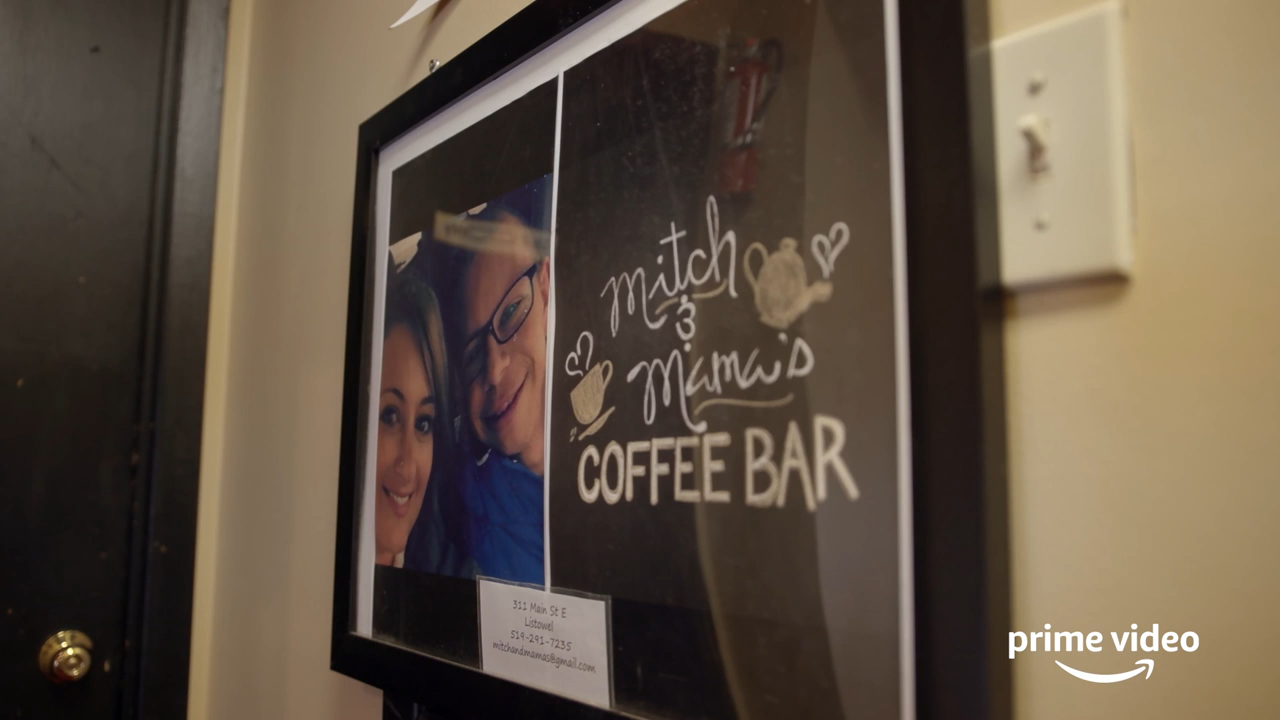 Mitch
&
Mama's
COFFEE BAR
311 Main St E
Listowel
519-291-7235
mitchandmamas@gmail.com
prime video